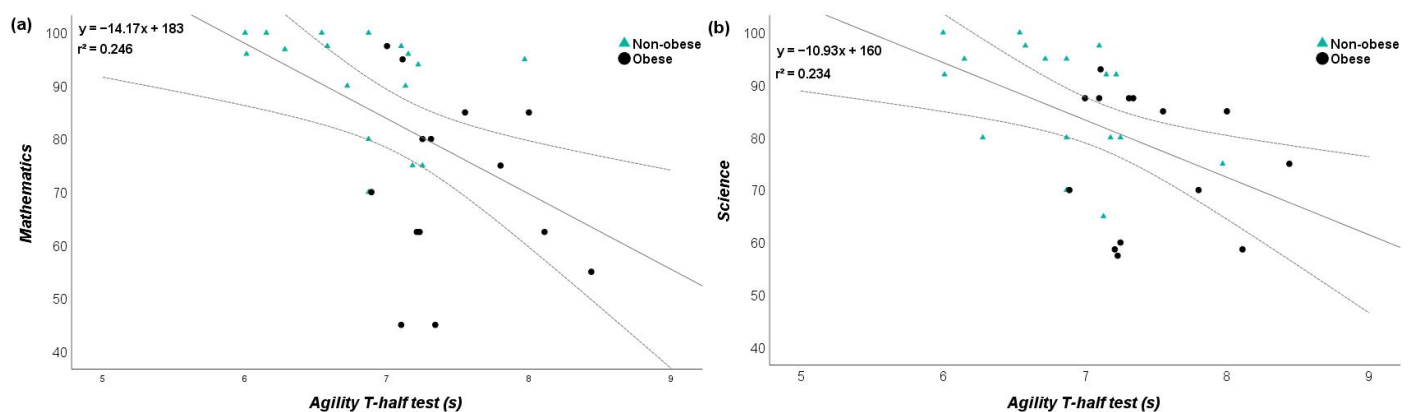 (a)
y = −14.17x + 183
r² = 0.246
Non-obese
Obese
100
90
80
70
60
50
40
Mathematics
5 6 7 8 9
Agility T-half test (s)
(b)
y = −10.93x + 160
r² = 0.234
Non-obese
Obese
100
90
80
70
60
50
40
Science
5 6 7 8 9
Agility T-half test (s)